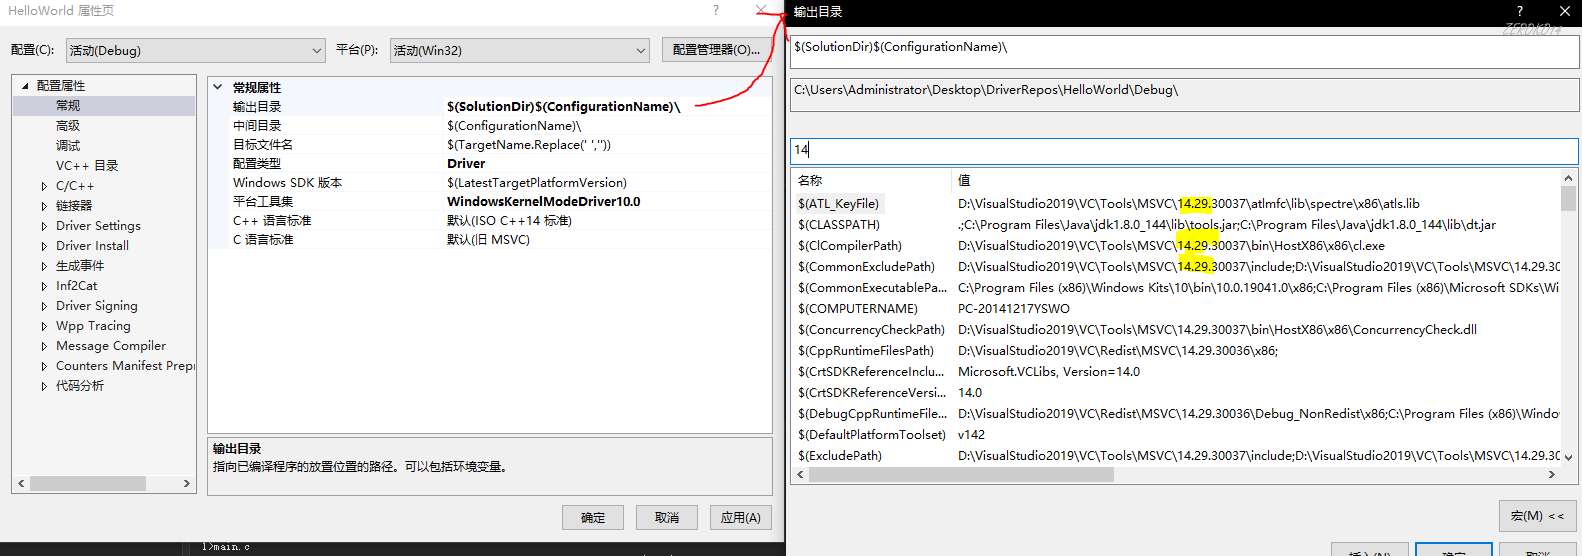 HelloWorld 属性页
配置(C):
活动(Debug)
平台(P):
活动(Win32)
配置管理器(O)...
配置属性
常规
高级
调试
VC++ 目录
C/C++
链接器
Driver Settings
Driver Install
生成事件
Inf2Cat
Driver Signing
Wpp Tracing
Message Compiler
Counters Manifest Prepr
代码分析
常规属性
输出目录 $(SolutionDir)$(ConfigurationName)\
中间目录 $(ConfigurationName)\
目标文件名 $(TargetName.Replace(' ',''))
配置类型 Driver
Windows SDK 版本 $(LatestTargetPlatformVersion)
平台工具集 WindowsKernelModeDriver10.0
C++ 语言标准 默认(ISO C++14 标准)
C 语言标准 默认(旧 MSVC)
输出目录
指向已编译程序的放置位置的路径。可以包括环境变量。
确定
取消
应用(A)
1>main.c
输出目录
ZEROKO14
$(SolutionDir)$(ConfigurationName)\
C:\Users\Administrator\Desktop\DriverRepos\HelloWorld\Debug\
14
名称 值
$(ATL_KeyFile) D:\VisualStudio2019\VC\Tools\MSVC\14.29.30037\atlmfc\lib\spectre\x86\atls.lib
$(CLASSPATH) .;C:\Program Files\Java\jdk1.8.0_144\lib\tools.jar;C:\Program Files\Java\jdk1.8.0_144\lib\dt.jar
$(ClCompilerPath) D:\VisualStudio2019\VC\Tools\MSVC\14.29.30037\bin\HostX86\x86\cl.exe
$(CommonExcludePath) D:\VisualStudio2019\VC\Tools\MSVC\14.29.30037\include;D:\VisualStudio2019\VC\Tools\MSVC\14.29.30
$(CommonExecutablePa... C:\Program Files (x86)\Windows Kits\10\bin\10.0.19041.0\x86;C:\Program Files (x86)\Microsoft SDKs\Wi
$(COMPUTERNAME) PC-20141217YSWO
$(ConcurrencyCheckPath) D:\VisualStudio2019\VC\Tools\MSVC\14.29.30037\bin\HostX86\x86\ConcurrencyCheck.dll
$(CppRuntimeFilesPath) D:\VisualStudio2019\VC\Redist\MSVC\14.29.30036\x86;
$(CrtSDKReferenceInclu... Microsoft.VCLibs, Version=14.0
$(CrtSDKReferenceVersi... 14.0
$(DebugCppRuntimeFile... D:\VisualStudio2019\VC\Redist\MSVC\14.29.30036\Debug_NonRedist\x86;C:\Program Files (x86)\Windo
$(DefaultPlatformToolset) v142
$(ExcludePath) D:\VisualStudio2019\VC\Tools\MSVC\14.29.30037\include;D:\VisualStudio2019\VC\Tools\MSVC\14.29.30
宏(M) <<
插入(N)
确定
取消